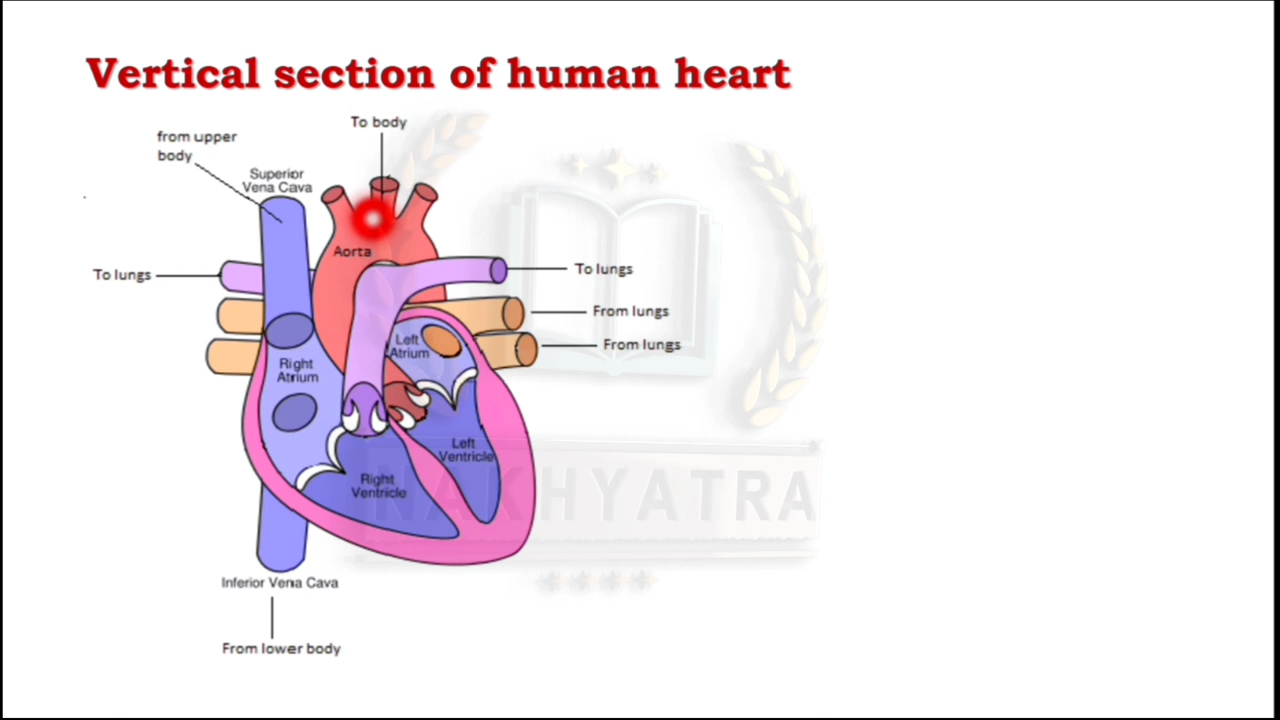 Vertical section of human heart
To body
from upper
body
Superior
Vena Cava
Aorta
To lungs
To lungs
From lungs
From lungs
Left
Atrium
Right
Atrium
Left
Ventricle
Right
Ventricle
NAKHYATRA
Inferior Vena Cava
From lower body